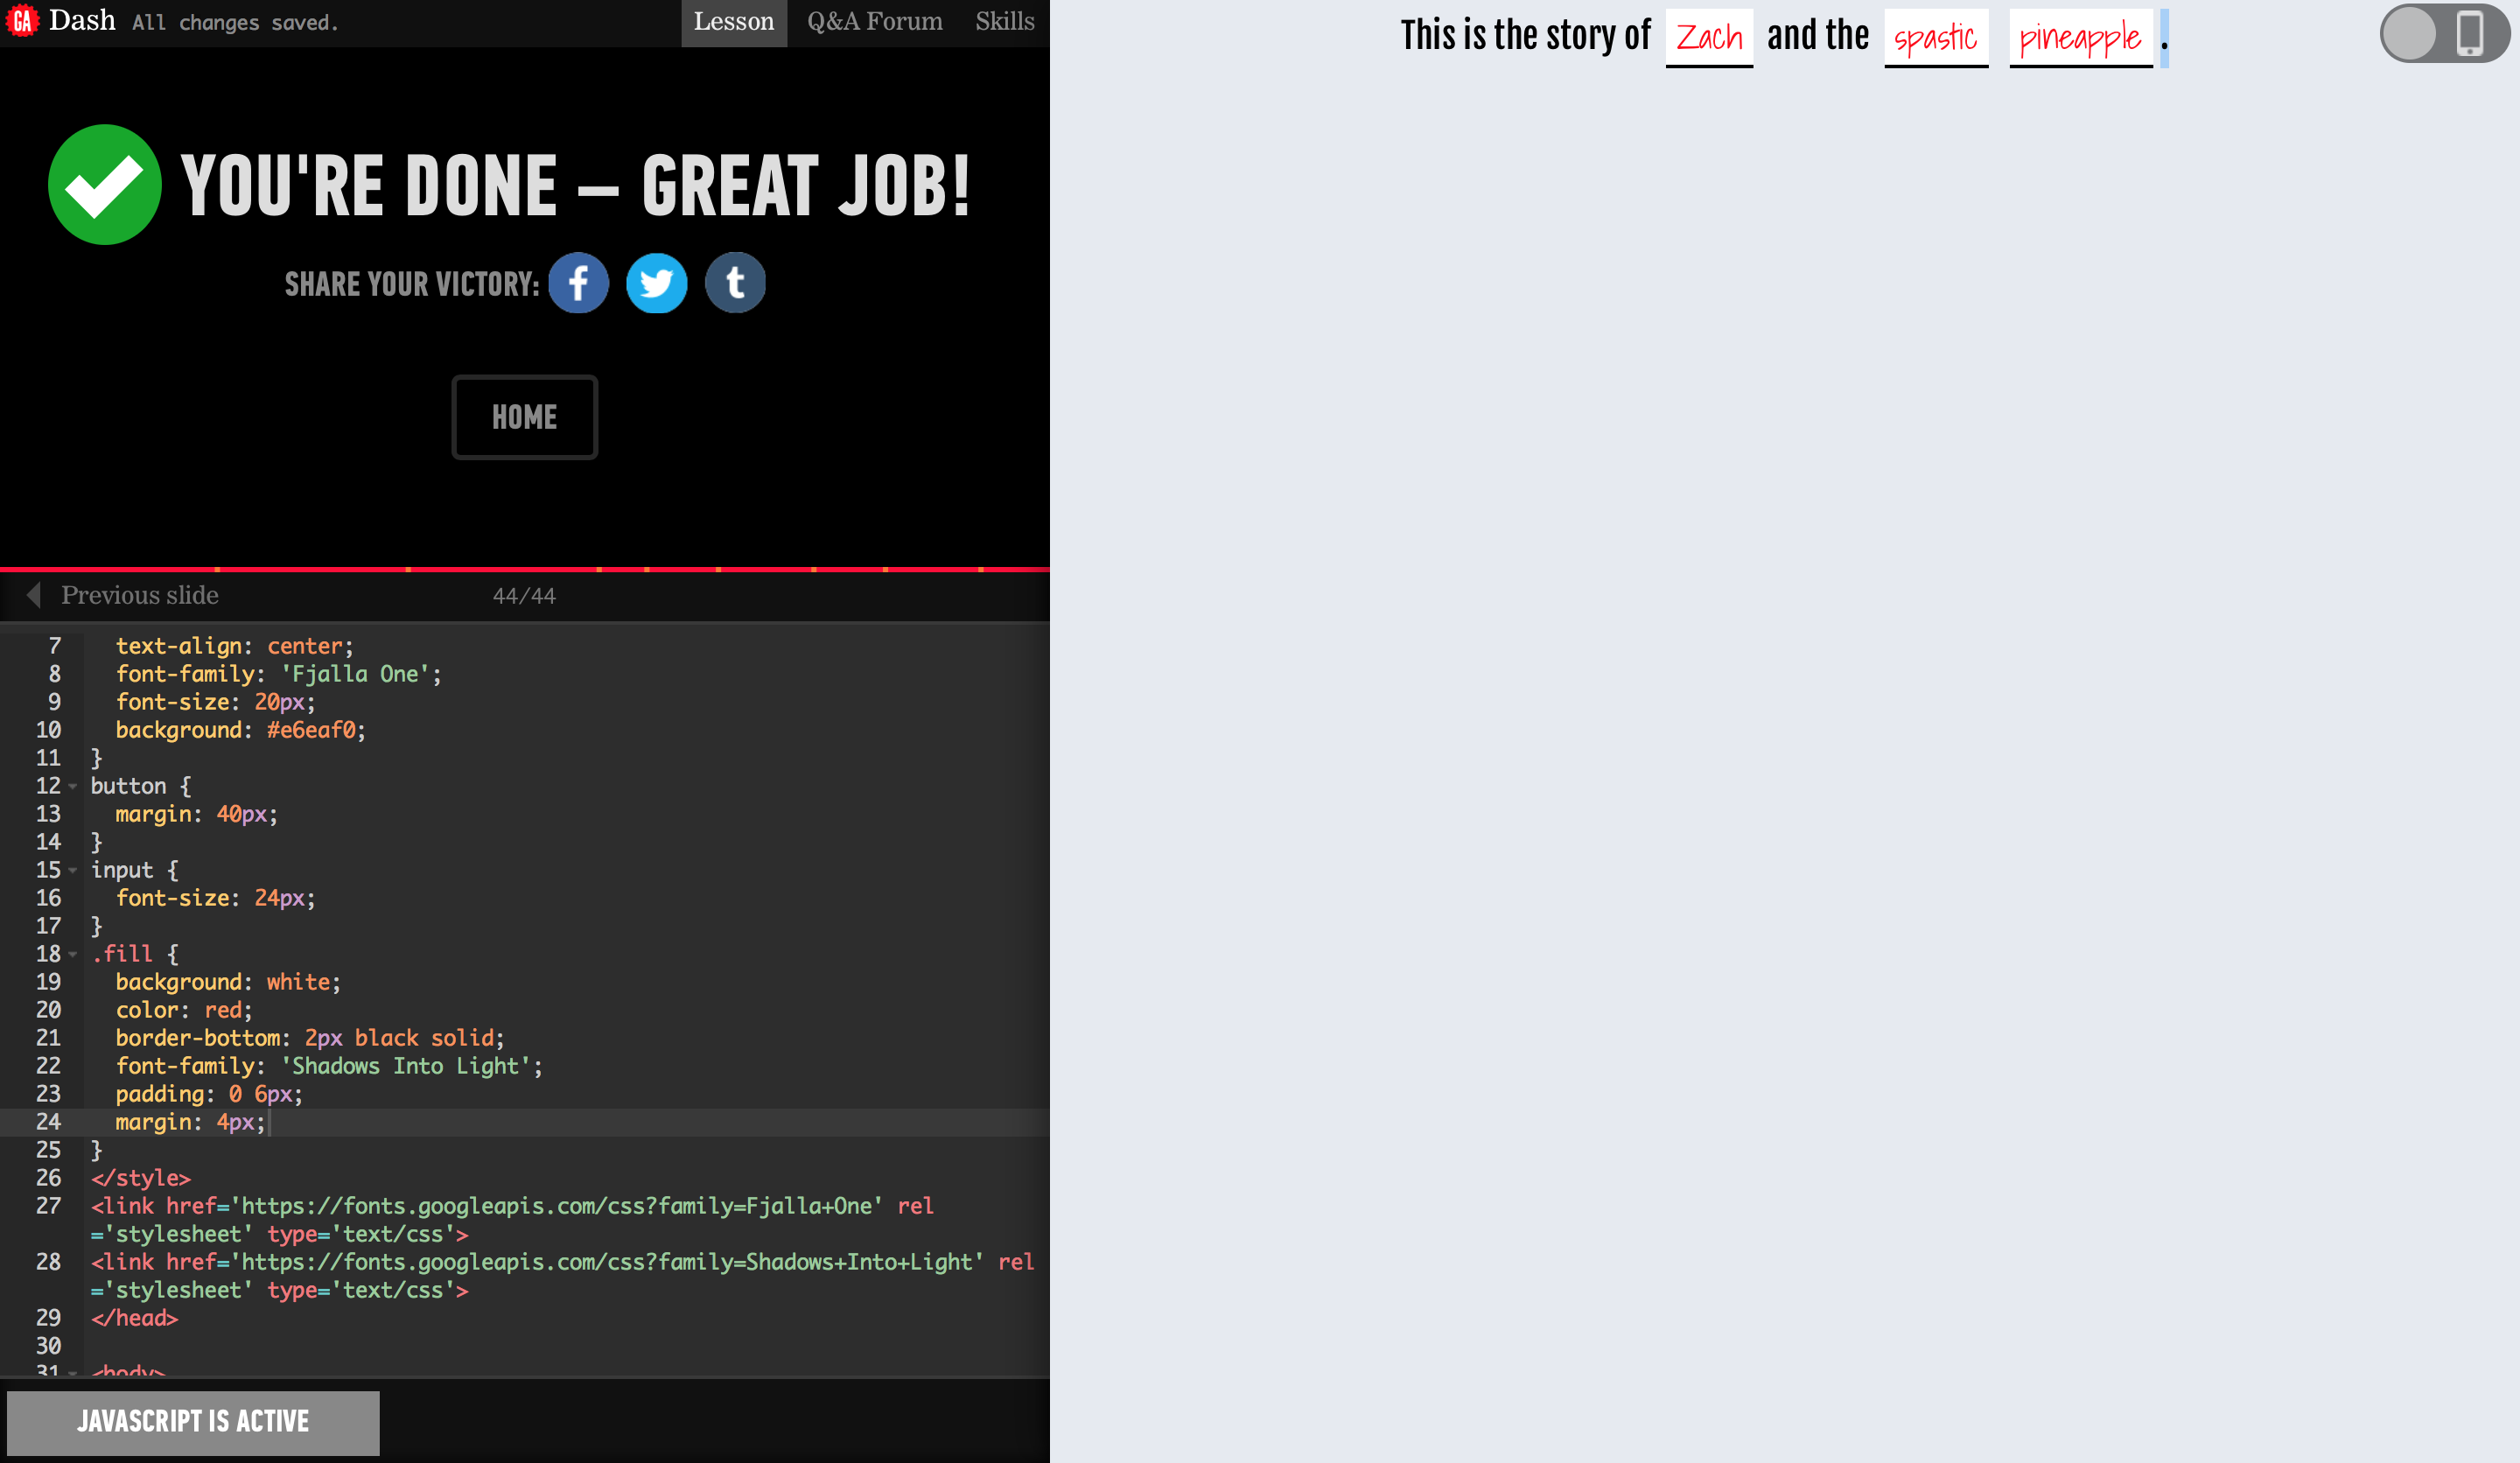 GA Dash All changes saved. Lesson Q&A Forum Skills
YOU'RE DONE – GREAT JOB!
SHARE YOUR VICTORY: f t
HOME
Previous slide 44/44
7 text-align: center;
8 font-family: 'Fjalla One';
9 font-size: 20px;
10 background: #e6eaf0;
11 }
12 button {
13 margin: 40px;
14 }
15 input {
16 font-size: 24px;
17 }
18 .fill {
19 background: white;
20 color: red;
21 border-bottom: 2px black solid;
22 font-family: 'Shadows Into Light';
23 padding: 0 6px;
24 margin: 4px;
25 }
26 </style>
27 <link href='https://fonts.googleapis.com/css?family=Fjalla+One' rel
='stylesheet' type='text/css'>
28 <link href='https://fonts.googleapis.com/css?family=Shadows+Into+Light' rel
='stylesheet' type='text/css'>
29 </head>
30
31 <body>
JAVASCRIPT IS ACTIVE
This is the story of Zach and the spastic pineapple .